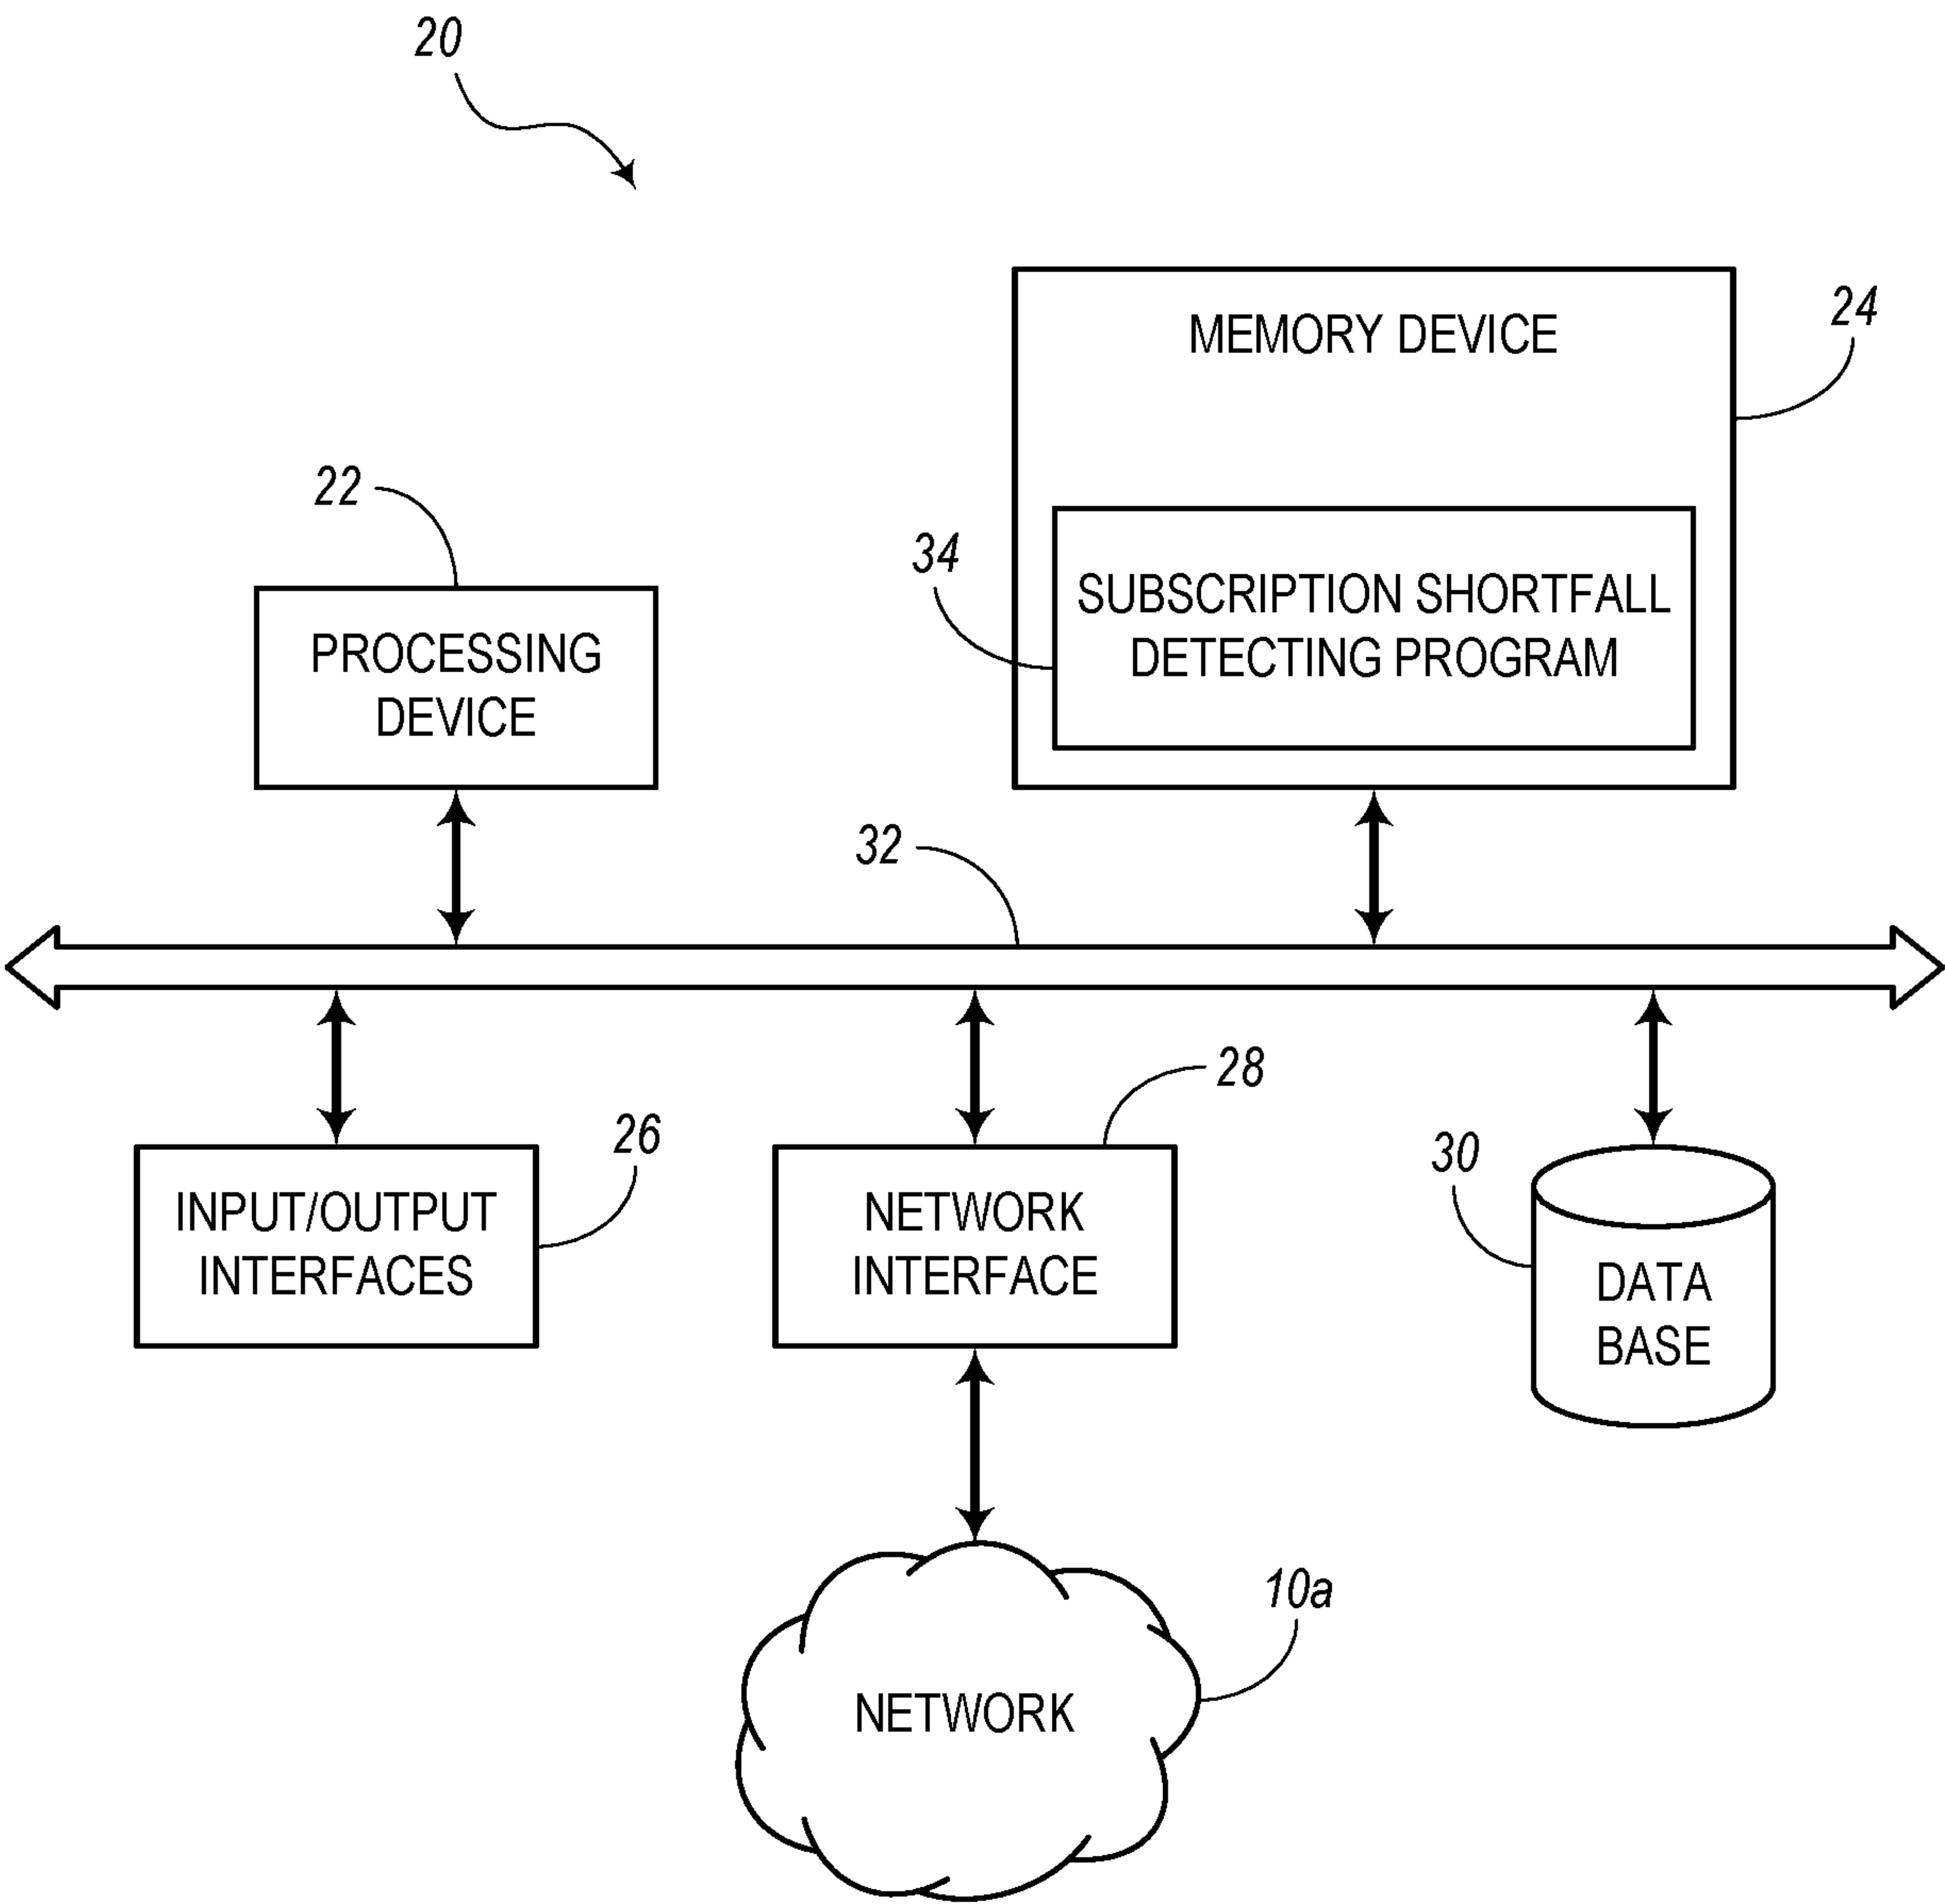 20
MEMORY DEVICE
24
22
34
SUBSCRIPTION SHORTFALL
DETECTING PROGRAM
PROCESSING
DEVICE
32
28
26
30
INPUT/OUTPUT
INTERFACES
NETWORK
INTERFACE
DATA
BASE
10a
NETWORK